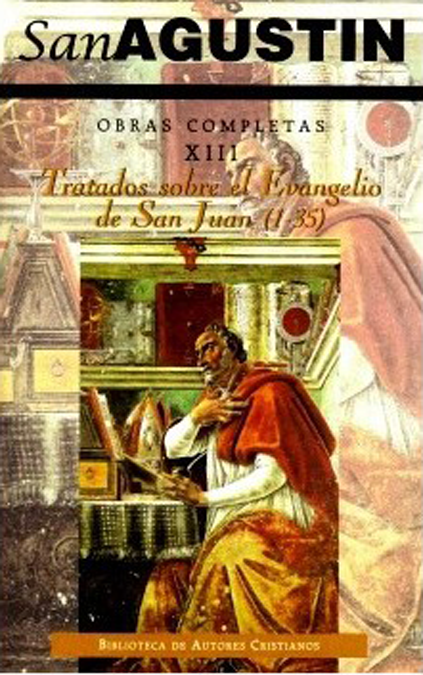 San AGUSTIN
OBRAS COMPLETAS
XIII
Tratados sobre el Evangelio
de San Juan (1-35)
BIBLIOTECA DE AUTORES CRISTIANOS